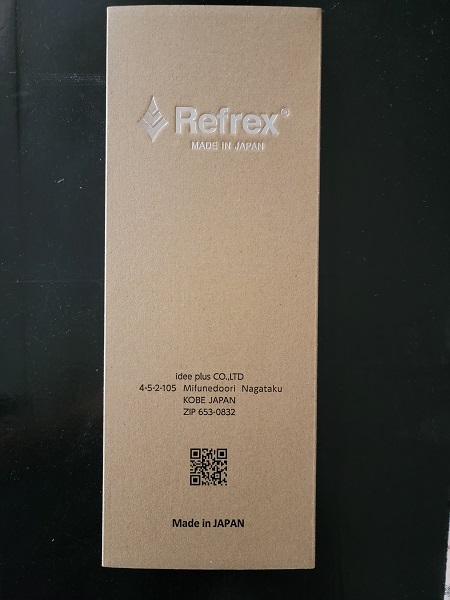 Refrex®
MADE IN JAPAN
idee plus CO.,LTD
4-5-2-105 Mifunedoori Nagataku
KOBE JAPAN
ZIP 653-0832
Made in JAPAN